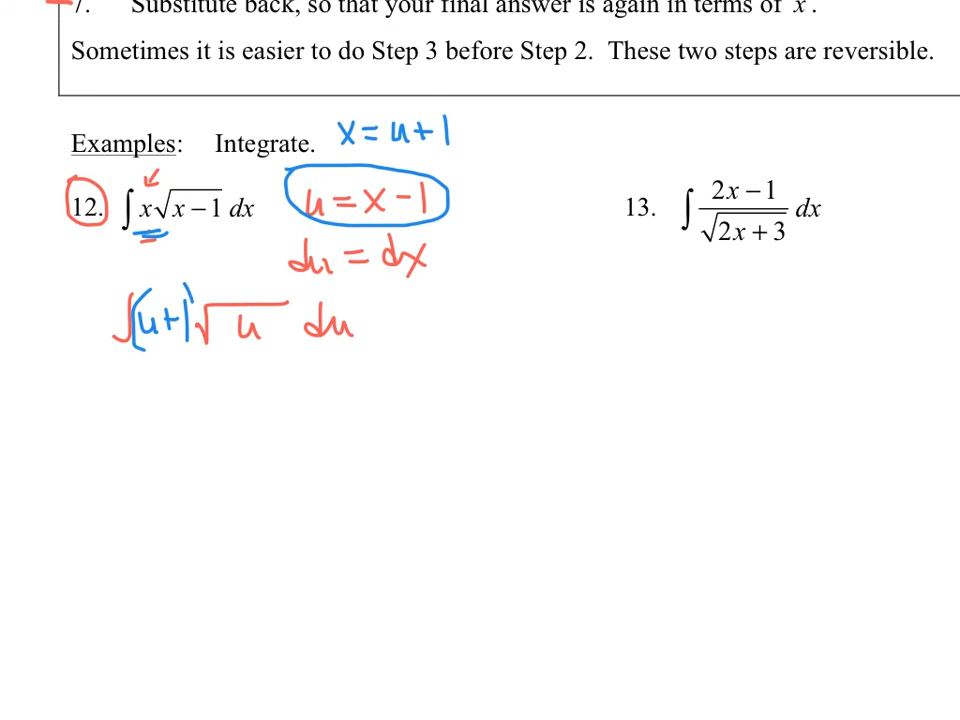 7. Substitute back, so that your final answer is again in terms of x.
Sometimes it is easier to do Step 3 before Step 2. These two steps are reversible.
Examples: Integrate. x = u + 1
12. ∫ x√(x − 1) dx u = x − 1
du = dx
∫(u+1)√u du
13. ∫ (2x − 1)/√(2x + 3) dx